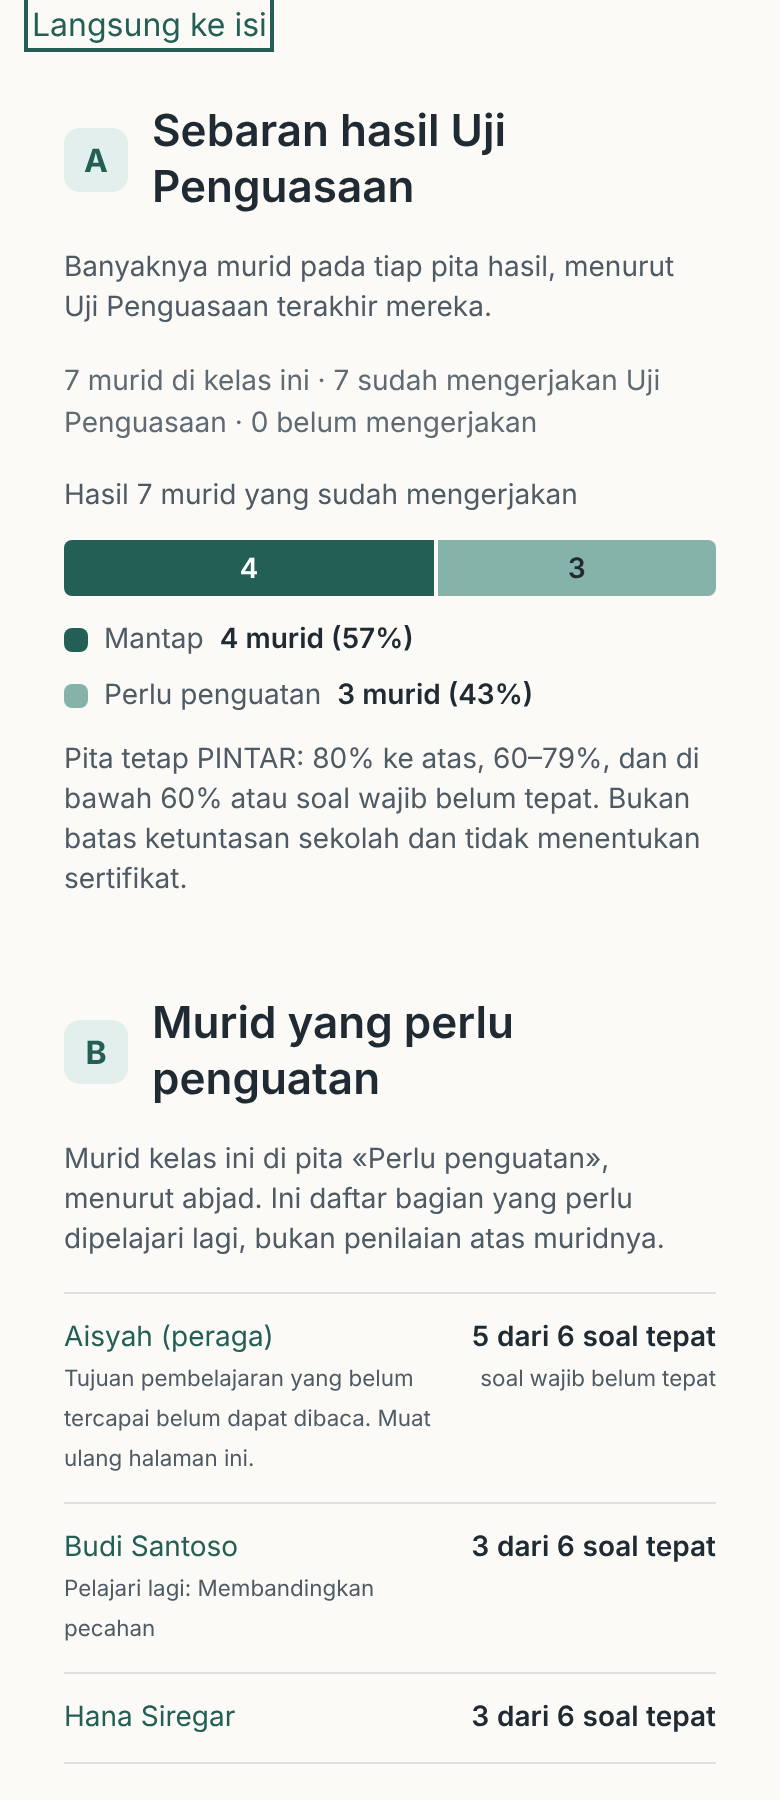 Langsung ke isi
A
Sebaran hasil Uji
Penguasaan
Banyaknya murid pada tiap pita hasil, menurut
Uji Penguasaan terakhir mereka.
7 murid di kelas ini · 7 sudah mengerjakan Uji
Penguasaan · 0 belum mengerjakan
Hasil 7 murid yang sudah mengerjakan
4 3
Mantap 4 murid (57%)
Perlu penguatan 3 murid (43%)
Pita tetap PINTAR: 80% ke atas, 60–79%, dan di
bawah 60% atau soal wajib belum tepat. Bukan
batas ketuntasan sekolah dan tidak menentukan
sertifikat.
B
Murid yang perlu
penguatan
Murid kelas ini di pita «Perlu penguatan»,
menurut abjad. Ini daftar bagian yang perlu
dipelajari lagi, bukan penilaian atas muridnya.
Aisyah (peraga) 5 dari 6 soal tepat
Tujuan pembelajaran yang belum soal wajib belum tepat
tercapai belum dapat dibaca. Muat
ulang halaman ini.
Budi Santoso 3 dari 6 soal tepat
Pelajari lagi: Membandingkan
pecahan
Hana Siregar 3 dari 6 soal tepat